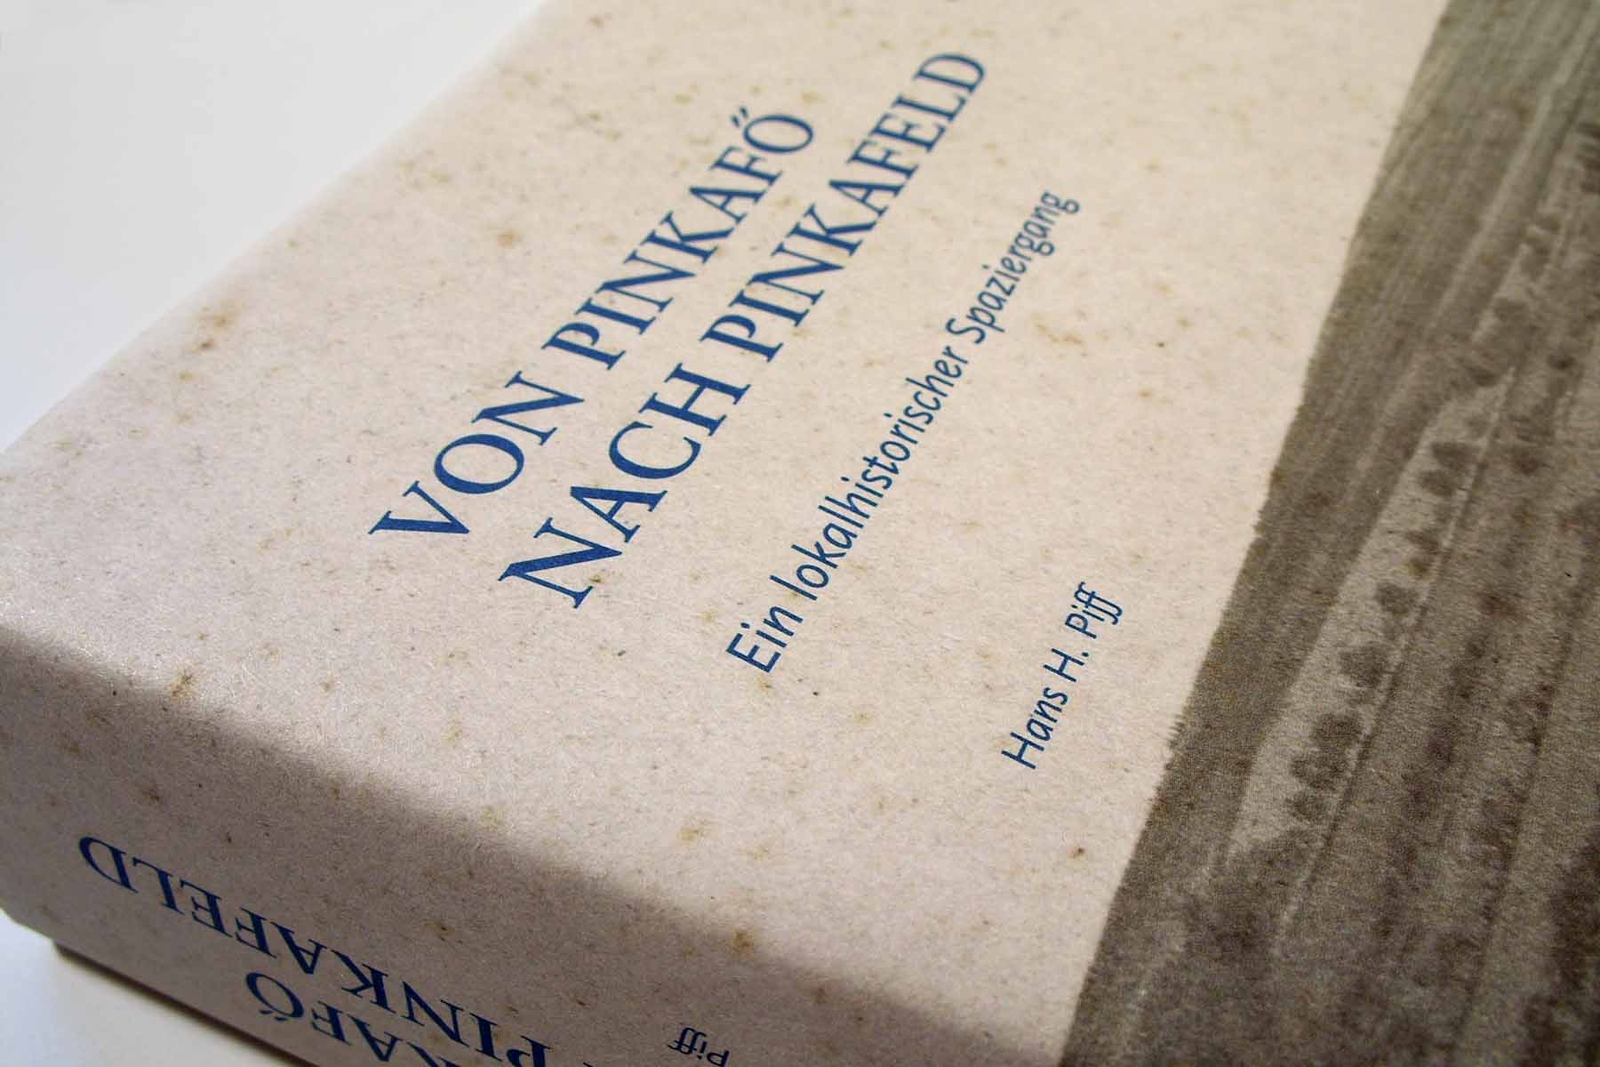 VON PINKAFŐ
NACH PINKAFELD
Ein lokalhistorischer Spaziergang
Hans H. Piff
PINKAFELD
Piff